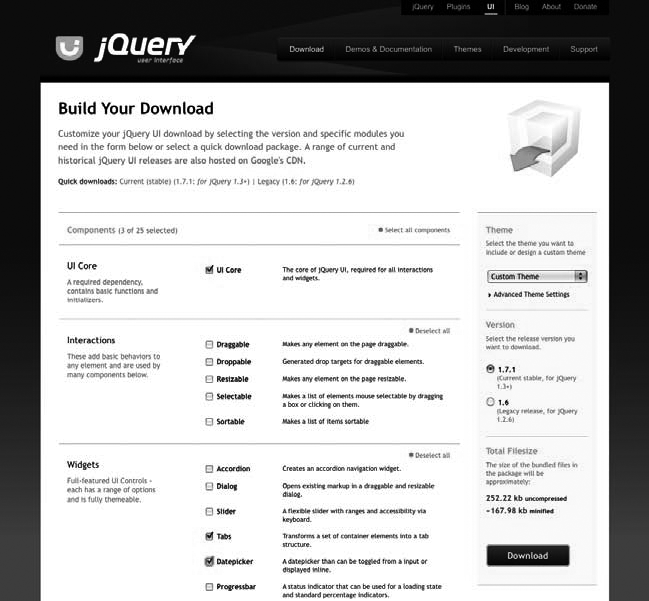 jQuery Plugins UI Blog About Donate
jQuery
user interface
Download Demos & Documentation Themes Development Support
Build Your Download
Customize your jQuery UI download by selecting the version and specific modules you
need in the form below or select a quick download package. A range of current and
historical jQuery UI releases are also hosted on Google's CDN.
Quick downloads: Current (stable) (1.7.1: for jQuery 1.3+) | Legacy (1.6: for jQuery 1.2.6)
Components (3 of 25 selected)
Select all components
UI Core
A required dependency,
contains basic functions and
initializers.
UI Core
The core of jQuery UI, required for all interactions
and widgets.
Deselect all
Interactions
These add basic behaviors to
any element and are used by
many components below.
Draggable
Makes any element on the page draggable.
Droppable
Generated drop targets for draggable elements.
Resizable
Makes any element on the page resizable.
Selectable
Makes a list of elements mouse selectable by dragging
a box or clicking on them.
Sortable
Makes a list of items sortable
Deselect all
Widgets
Full-featured UI Controls -
each has a range of options
and is fully themeable.
Accordion
Creates an accordion navigation widget.
Dialog
Opens existing markup in a draggable and resizable
dialog.
Slider
A flexible slider with ranges and accessibility via
keyboard.
Tabs
Transforms a set of container elements into a tab
structure.
Datepicker
A datepicker than can be toggled from a input or
displayed inline.
Progressbar
A status indicator that can be used for a loading state
and standard percentage indicators.
Theme
Select the theme you want to
include or design a custom theme
Custom Theme
Advanced Theme Settings
Version
Select the release version you
want to download.
1.7.1
(Current stable, for jQuery
1.3+)
1.6
(Legacy release, for jQuery
1.2.6)
Total Filesize
The size of the bundled files in
the package will be
approximately:
252.22 kb uncompressed
~167.98 kb minified
Download